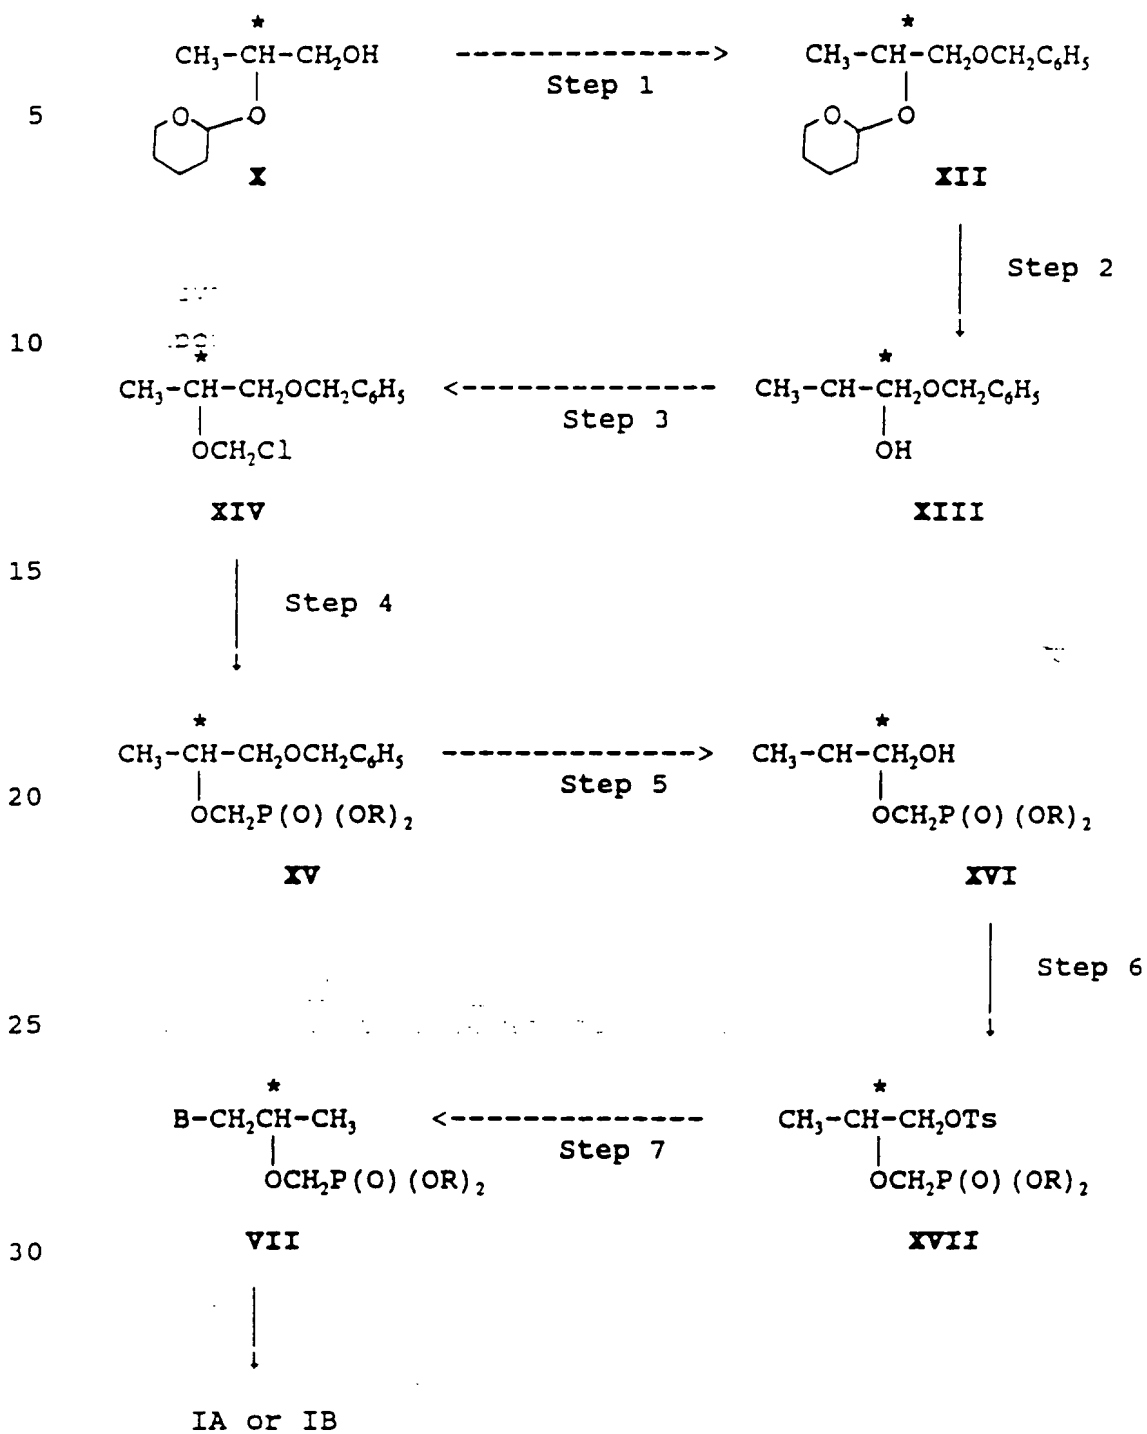 * *
CH₃-CH-CH₂OH --------------> CH₃-CH-CH₂OCH₂C₆H₅
Step 1
5 O O O O
X XII
Step 2
10
* *
CH₃-CH-CH₂OCH₂C₆H₅ <-------------- CH₃-CH-CH₂OCH₂C₆H₅
Step 3
OCH₂Cl OH
XIV XIII
15
Step 4
* *
CH₃-CH-CH₂OCH₂C₆H₅ --------------> CH₃-CH-CH₂OH
Step 5
20 OCH₂P(O)(OR)₂ OCH₂P(O)(OR)₂
XV XVI
Step 6
25
* *
B-CH₂CH-CH₃ <-------------- CH₃-CH-CH₂OTs
Step 7
OCH₂P(O)(OR)₂ OCH₂P(O)(OR)₂
30 VII XVII
IA or IB